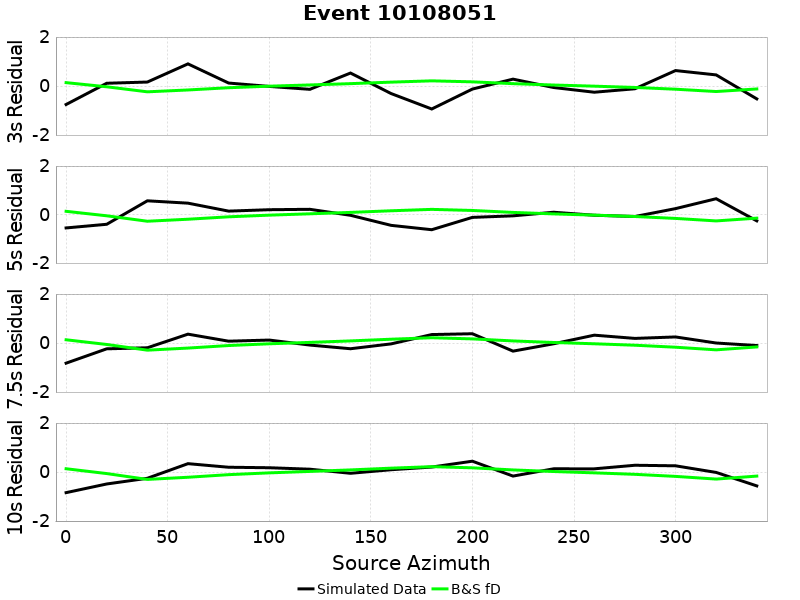 Event 10108051
3s Residual
2
0
-2
5s Residual
2
0
-2
7.5s Residual
2
0
-2
10s Residual
2
0
-2
0 50 100 150 200 250 300
Source Azimuth
Simulated Data B&S fD